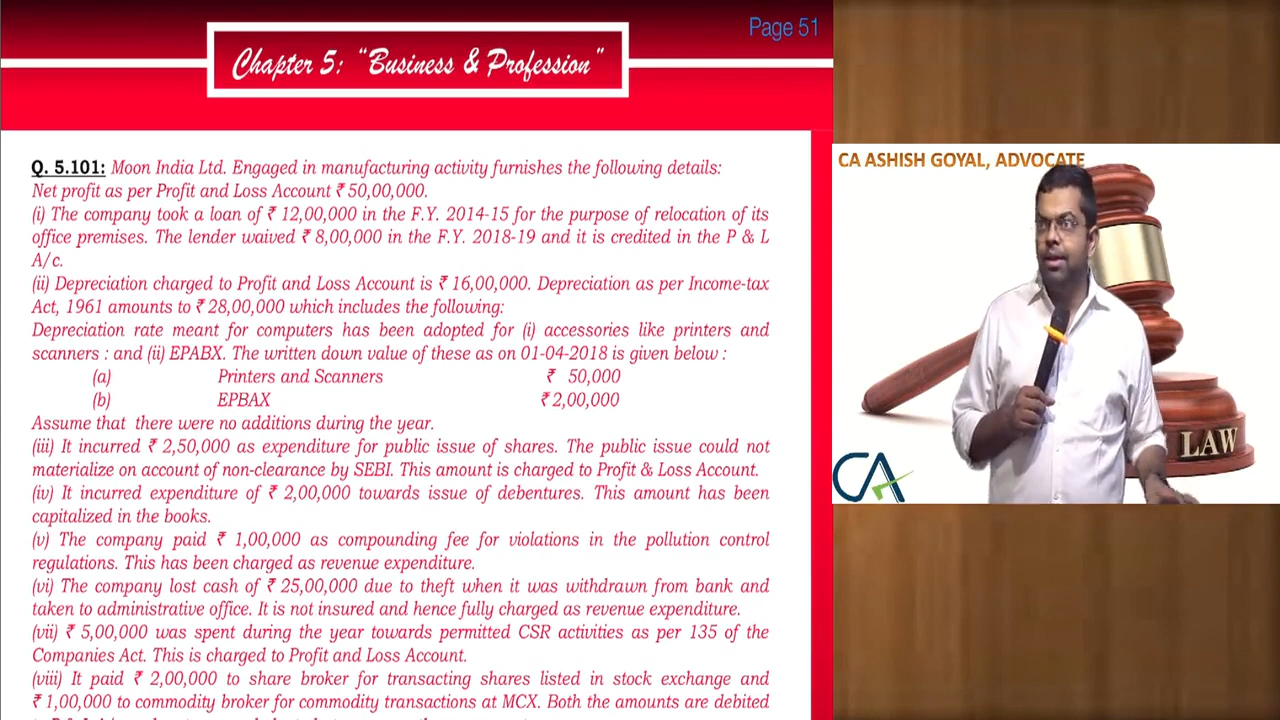 Page 51
Chapter 5: "Business & Profession"
Q. 5.101: Moon India Ltd. Engaged in manufacturing activity furnishes the following details:
Net profit as per Profit and Loss Account ₹ 50,00,000.
(i) The company took a loan of ₹ 12,00,000 in the F.Y. 2014-15 for the purpose of relocation of its
office premises. The lender waived ₹ 8,00,000 in the F.Y. 2018-19 and it is credited in the P & L
A/c.
(ii) Depreciation charged to Profit and Loss Account is ₹ 16,00,000. Depreciation as per Income-tax
Act, 1961 amounts to ₹ 28,00,000 which includes the following:
Depreciation rate meant for computers has been adopted for (i) accessories like printers and
scanners : and (ii) EPABX. The written down value of these as on 01-04-2018 is given below :
(a) Printers and Scanners ₹ 50,000
(b) EPBAX ₹ 2,00,000
Assume that there were no additions during the year.
(iii) It incurred ₹ 2,50,000 as expenditure for public issue of shares. The public issue could not
materialize on account of non-clearance by SEBI. This amount is charged to Profit & Loss Account.
(iv) It incurred expenditure of ₹ 2,00,000 towards issue of debentures. This amount has been
capitalized in the books.
(v) The company paid ₹ 1,00,000 as compounding fee for violations in the pollution control
regulations. This has been charged as revenue expenditure.
(vi) The company lost cash of ₹ 25,00,000 due to theft when it was withdrawn from bank and
taken to administrative office. It is not insured and hence fully charged as revenue expenditure.
(vii) ₹ 5,00,000 was spent during the year towards permitted CSR activities as per 135 of the
Companies Act. This is charged to Profit and Loss Account.
(viii) It paid ₹ 2,00,000 to share broker for transacting shares listed in stock exchange and
₹ 1,00,000 to commodity broker for commodity transactions at MCX. Both the amounts are debited
CA ASHISH GOYAL, ADVOCATE
LAW
CA